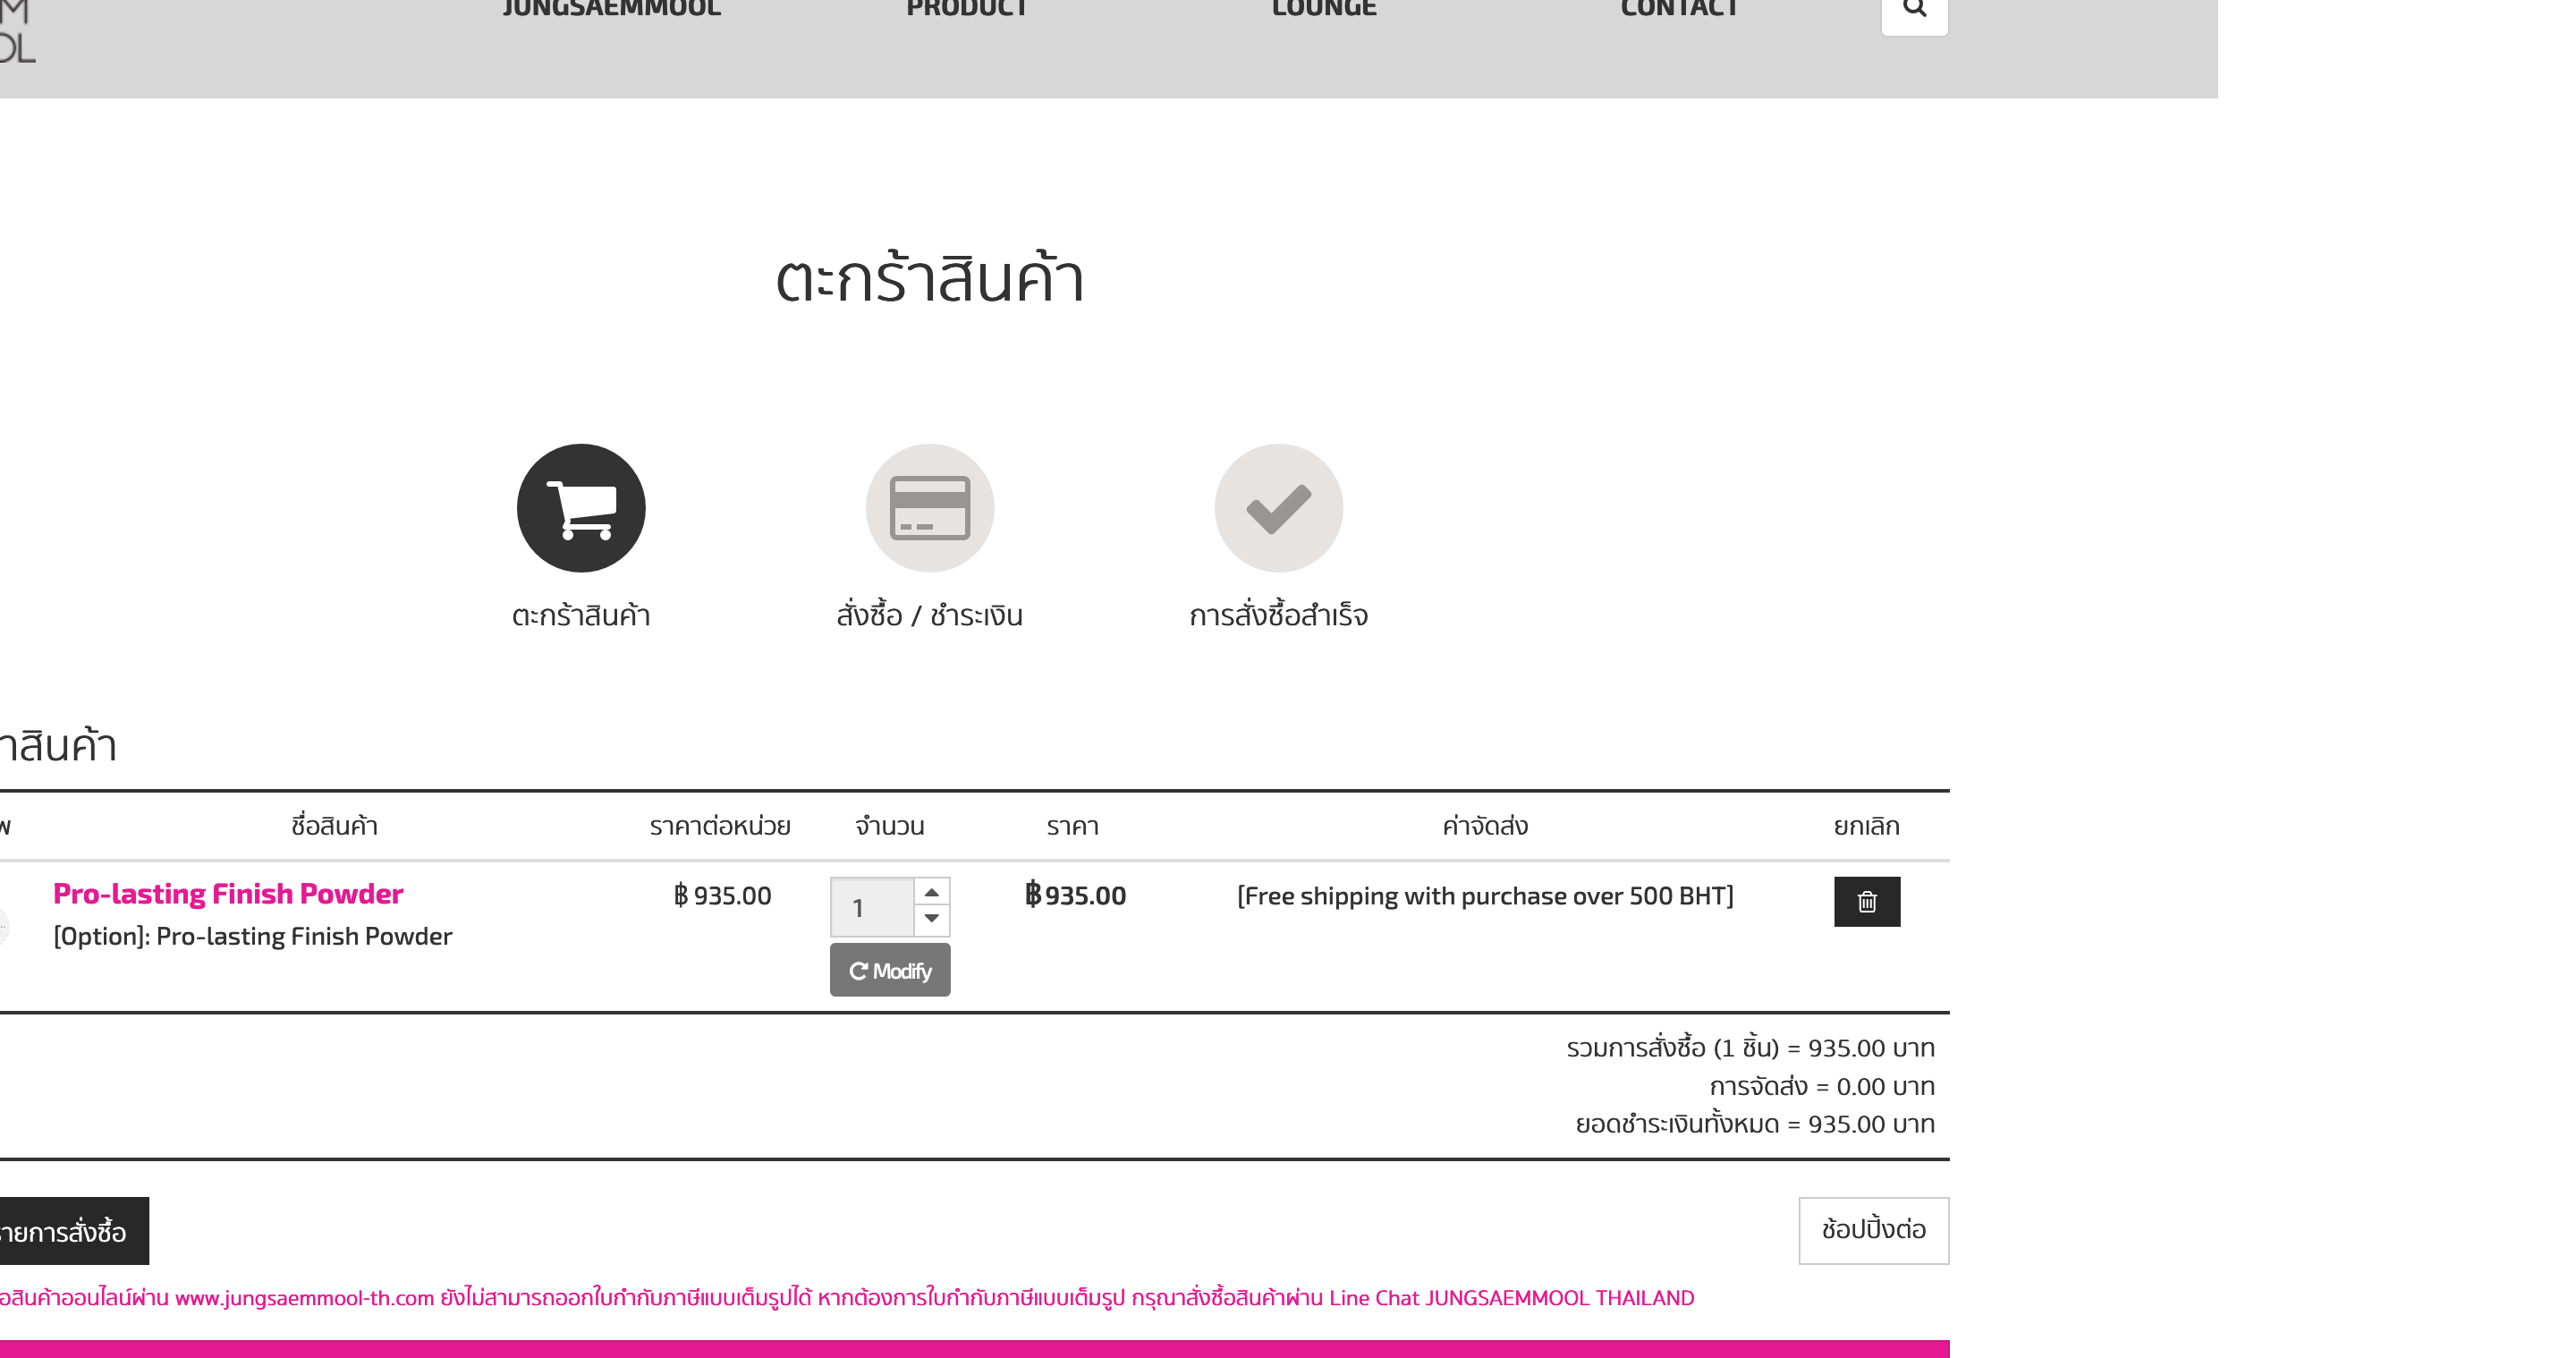 M
OL
JUNGSAEMMOOL PRODUCT LOUNGE CONTACT
ตะกร้าสินค้า
ตะกร้าสินค้า สั่งซื้อ / ชำระเงิน การสั่งซื้อสำเร็จ
าสินค้า
พ ชื่อสินค้า ราคาต่อหน่วย จำนวน ราคา ค่าจัดส่ง ยกเลิก
Pro-lasting Finish Powder ฿ 935.00 1 ฿ 935.00 [Free shipping with purchase over 500 BHT]
[Option]: Pro-lasting Finish Powder
Modify
รวมการสั่งซื้อ (1 ชิ้น) = 935.00 บาท
การจัดส่ง = 0.00 บาท
ยอดชำระเงินทั้งหมด = 935.00 บาท
ายการสั่งซื้อ ช้อปปิ้งต่อ
อสินค้าออนไลน์ผ่าน www.jungsaemmool-th.com ยังไม่สามารถออกใบกำกับภาษีแบบเต็มรูปได้ หากต้องการใบกำกับภาษีแบบเต็มรูป กรุณาสั่งซื้อสินค้าผ่าน Line Chat JUNGSAEMMOOL THAILAND